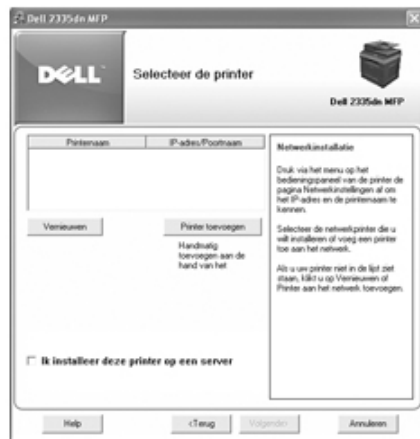 Dell 2335dn MFP
DELL
Selecteer de printer
Dell 2335dn MFP
Printernaam
IP-adres/Poortnaam
Vernieuwen
Printer toevoegen
Handmatig
toevoegen aan de
hand van het
Ik installeer deze printer op een server
Netwerkinstallatie
Druk via het menu op het
bedieningspaneel van de printer de
pagina Netwerkinstellingen af om
het IP-adres en de printernaam te
kennen.
Selecteer de netwerkprinter die u
wilt installeren of voeg een printer
toe aan het netwerk.
Als u uw printer niet in de lijst ziet
staan, klikt u op Vernieuwen of
Printer aan het netwerk toevoegen.
Help
<Terug
Volgende>
Annuleren